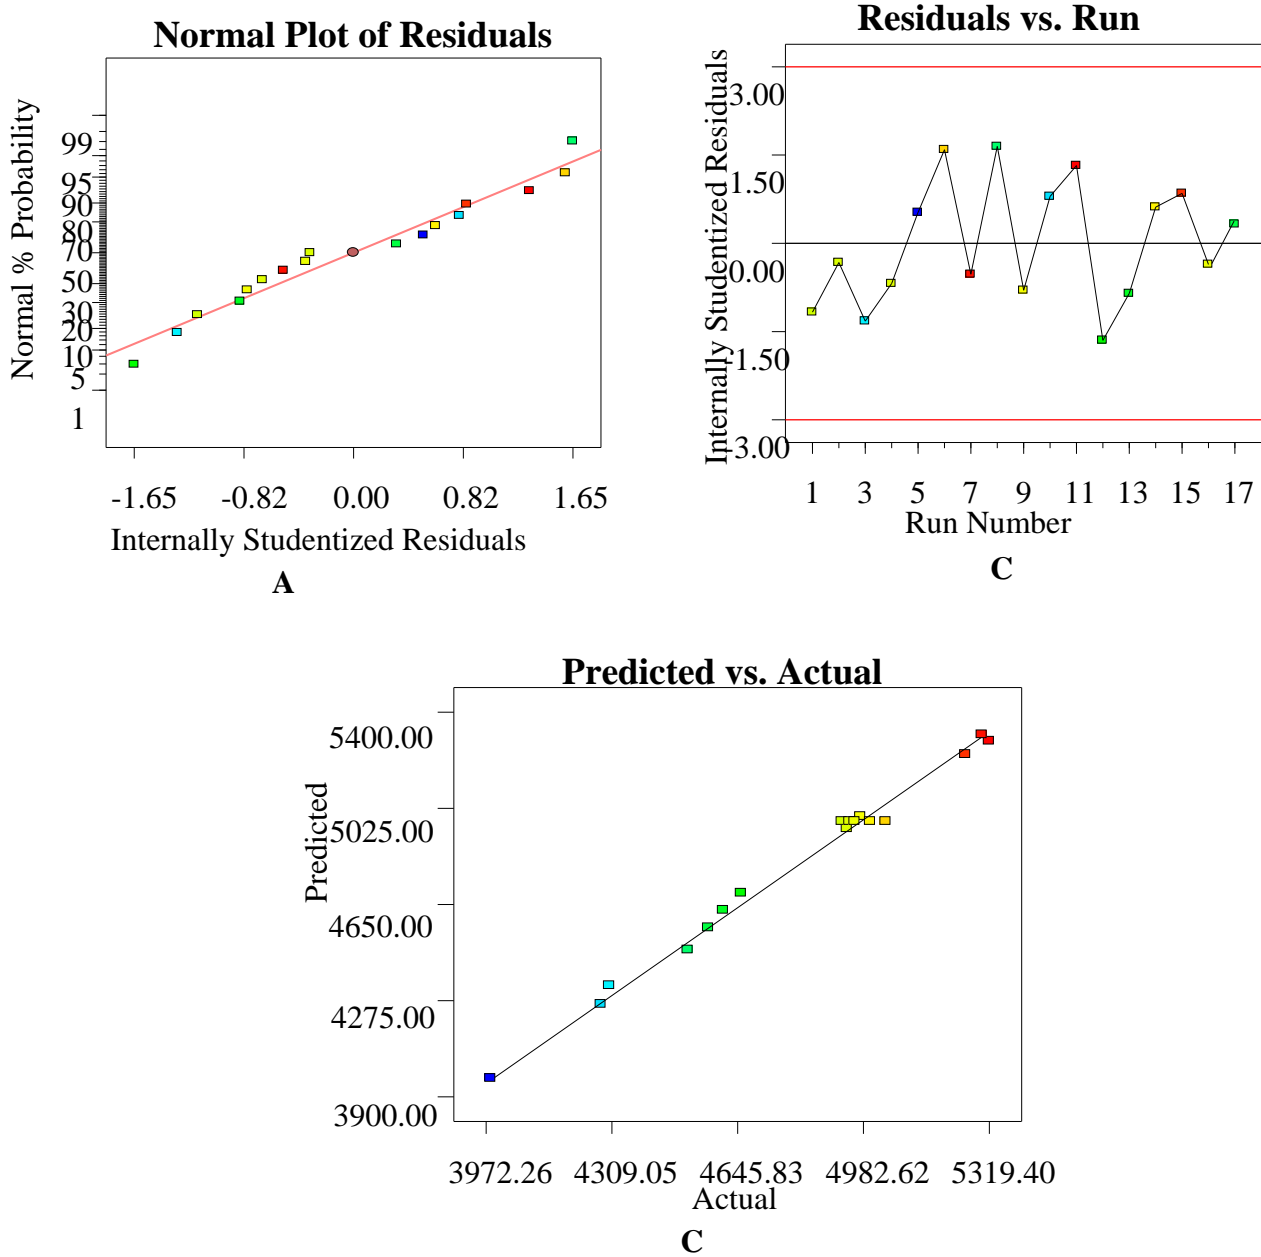 Normal Plot of Residuals
Normal % Probability
99
95
90
80
70
50
30
20
10
5
1
-1.65 -0.82 0.00 0.82 1.65
Internally Studentized Residuals
A
Residuals vs. Run
Internally Studentized Residuals
3.00
1.50
0.00
-1.50
-3.00
1 3 5 7 9 11 13 15 17
Run Number
C
Predicted vs. Actual
Predicted
5400.00
5025.00
4650.00
4275.00
3900.00
3972.26 4309.05 4645.83 4982.62 5319.40
Actual
C